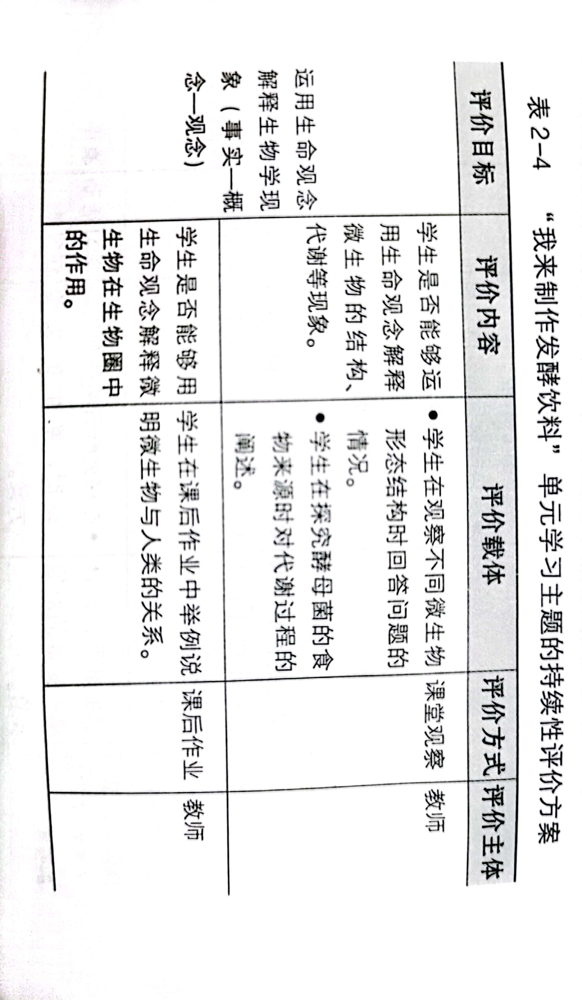 表 2-4 “我来制作发酵饮料”单元学习主题的持续性评价方案
评价目标 评价内容 评价载体 评价方式 评价主体
运用生命观念
解释生物学现
象（事实—概
念—观念）
学生是否能够运
用生命观念解释
微生物的结构、
代谢等现象。
● 学生在观察不同微生物
形态结构时回答问题的
情况。
● 学生在探究酵母菌的食
物来源时对代谢过程的
阐述。
课堂观察
教师
学生是否能够用
生命观念解释微
生物在生物圈中
的作用。
学生在课后作业中举例说
明微生物与人类的关系。
课后作业
教师